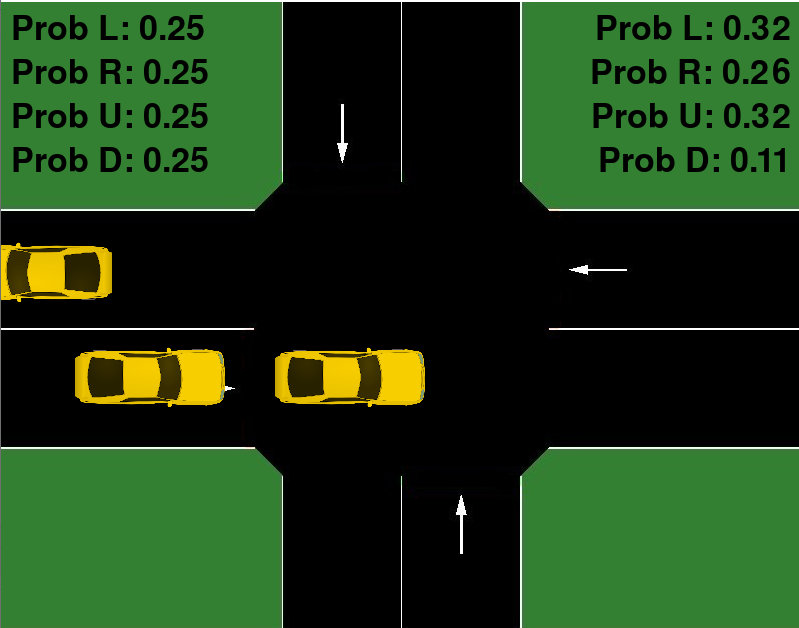 Prob L: 0.25
Prob R: 0.25
Prob U: 0.25
Prob D: 0.25
Prob L: 0.32
Prob R: 0.26
Prob U: 0.32
Prob D: 0.11